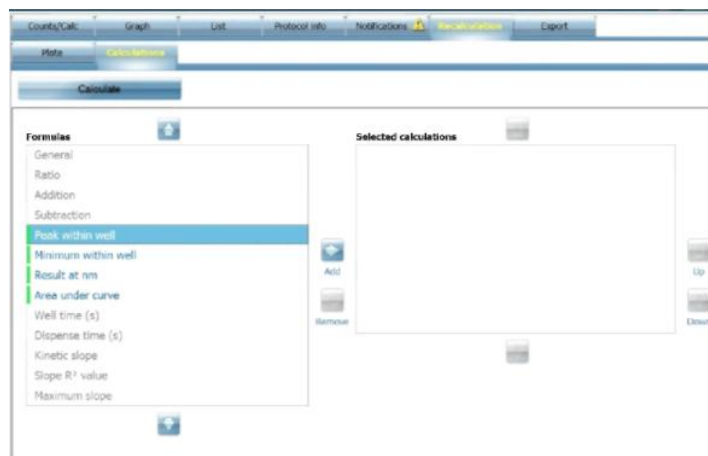 Counts/Calc Graph List Protocol info Notifications Recalculation Export
Plate Calculations
Calculate
Formulas
General
Ratio
Addition
Subtraction
Peak within well
Minimum within well
Result at nm
Area under curve
Well time (s)
Dispense time (s)
Kinetic slope
Slope R² value
Maximum slope
Add
Remove
Selected calculations
Up
Down